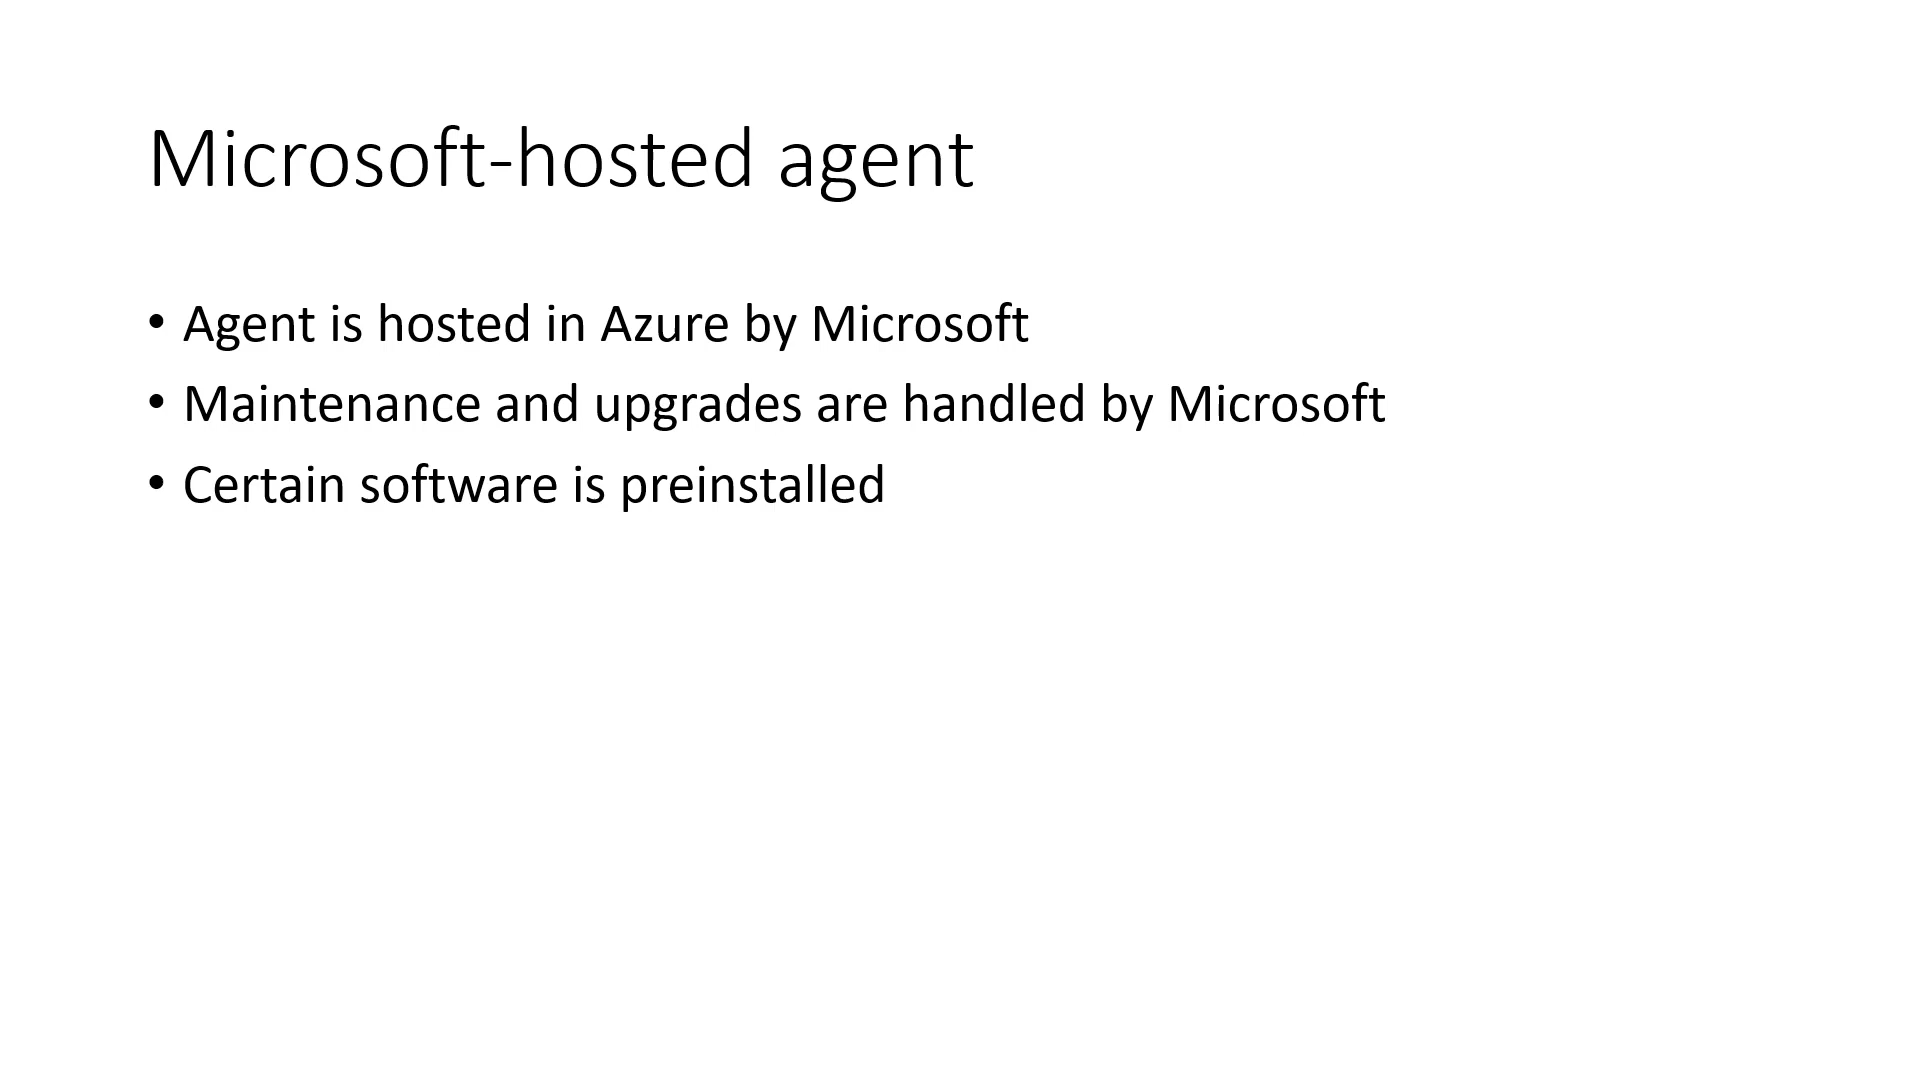 Microsoft-hosted agent
• Agent is hosted in Azure by Microsoft
• Maintenance and upgrades are handled by Microsoft
• Certain software is preinstalled